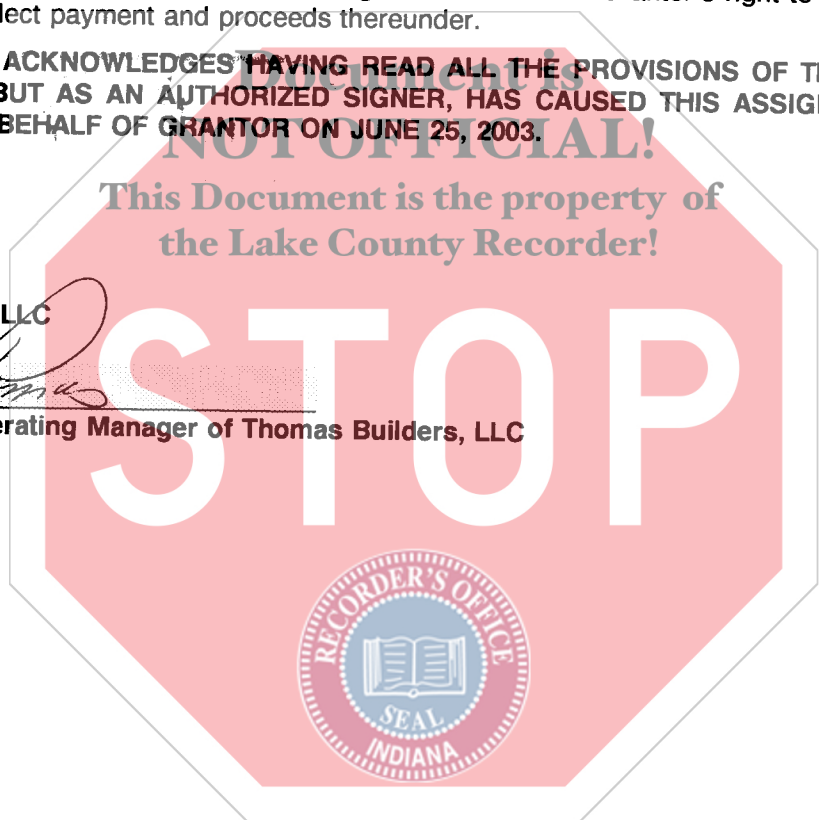 lect payment and proceeds thereunder.
ACKNOWLEDGES HAVING READ ALL THE PROVISIONS OF
BUT AS AN AUTHORIZED SIGNER, HAS CAUSED THIS
BEHALF OF GRANTOR ON JUNE 25, 2003.
Document is
NOT OFFICIAL!
This Document is the property of
the Lake County Recorder!
LLC
erating Manager of Thomas Builders, LLC
STOP
RECORDER'S OFFICE
SEAL
INDIANA